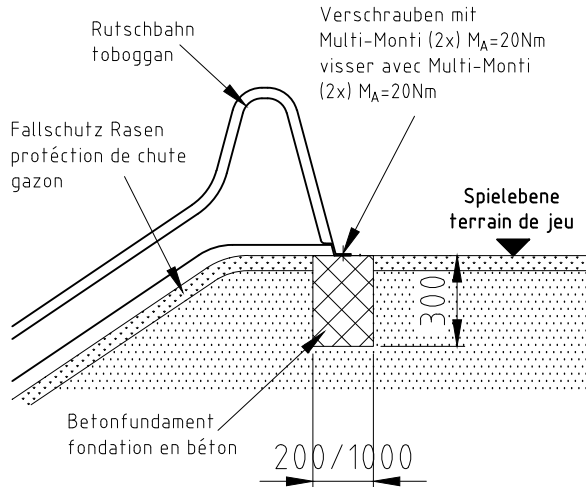 Rutschbahn
toboggan
Verschrauben mit
Multi-Monti (2x) MA=20Nm
visser avec Multi-Monti
(2x) MA=20Nm
Fallschutz Rasen
protéction de chute
gazon
Spielebene
terrain de jeu
300
Betonfundament
fondation en béton
200/1000